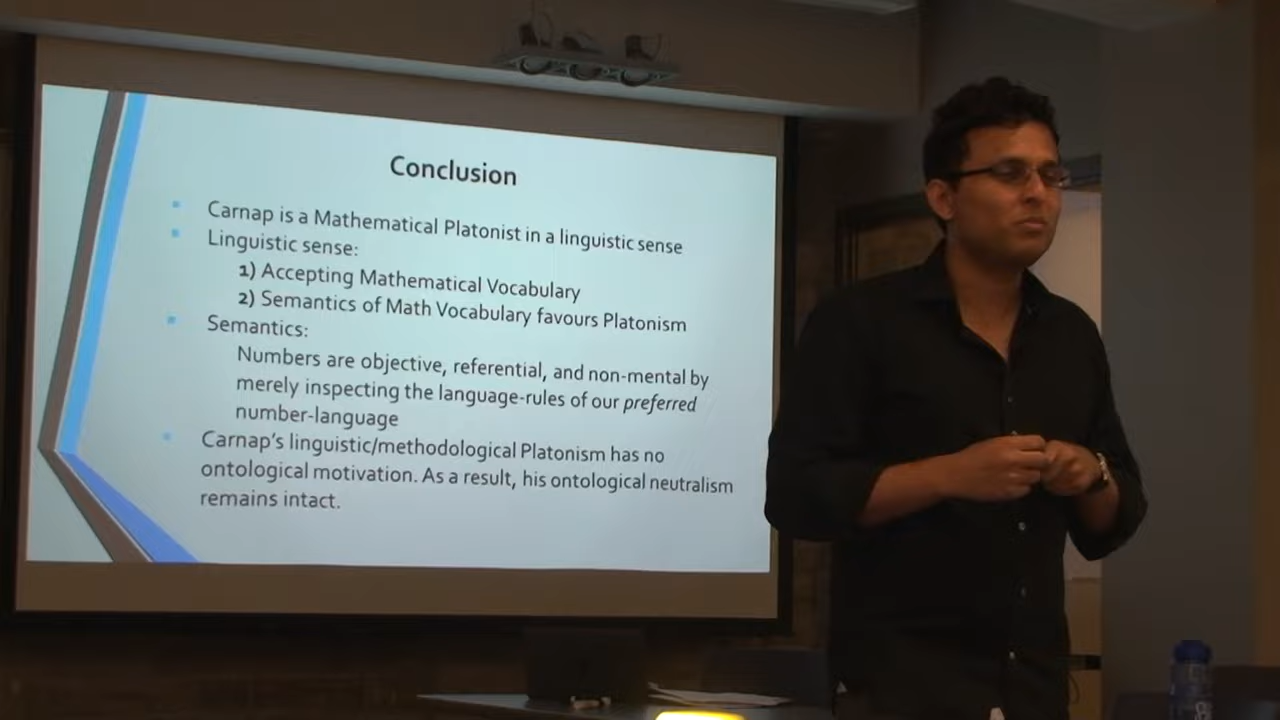 Conclusion
Carnap is a Mathematical Platonist in a linguistic sense
Linguistic sense:
1) Accepting Mathematical Vocabulary
2) Semantics of Math Vocabulary favours Platonism
Semantics:
Numbers are objective, referential, and non-mental by
merely inspecting the language-rules of our preferred
number-language
Carnap's linguistic/methodological Platonism has no
ontological motivation. As a result, his ontological neutralism
remains intact.